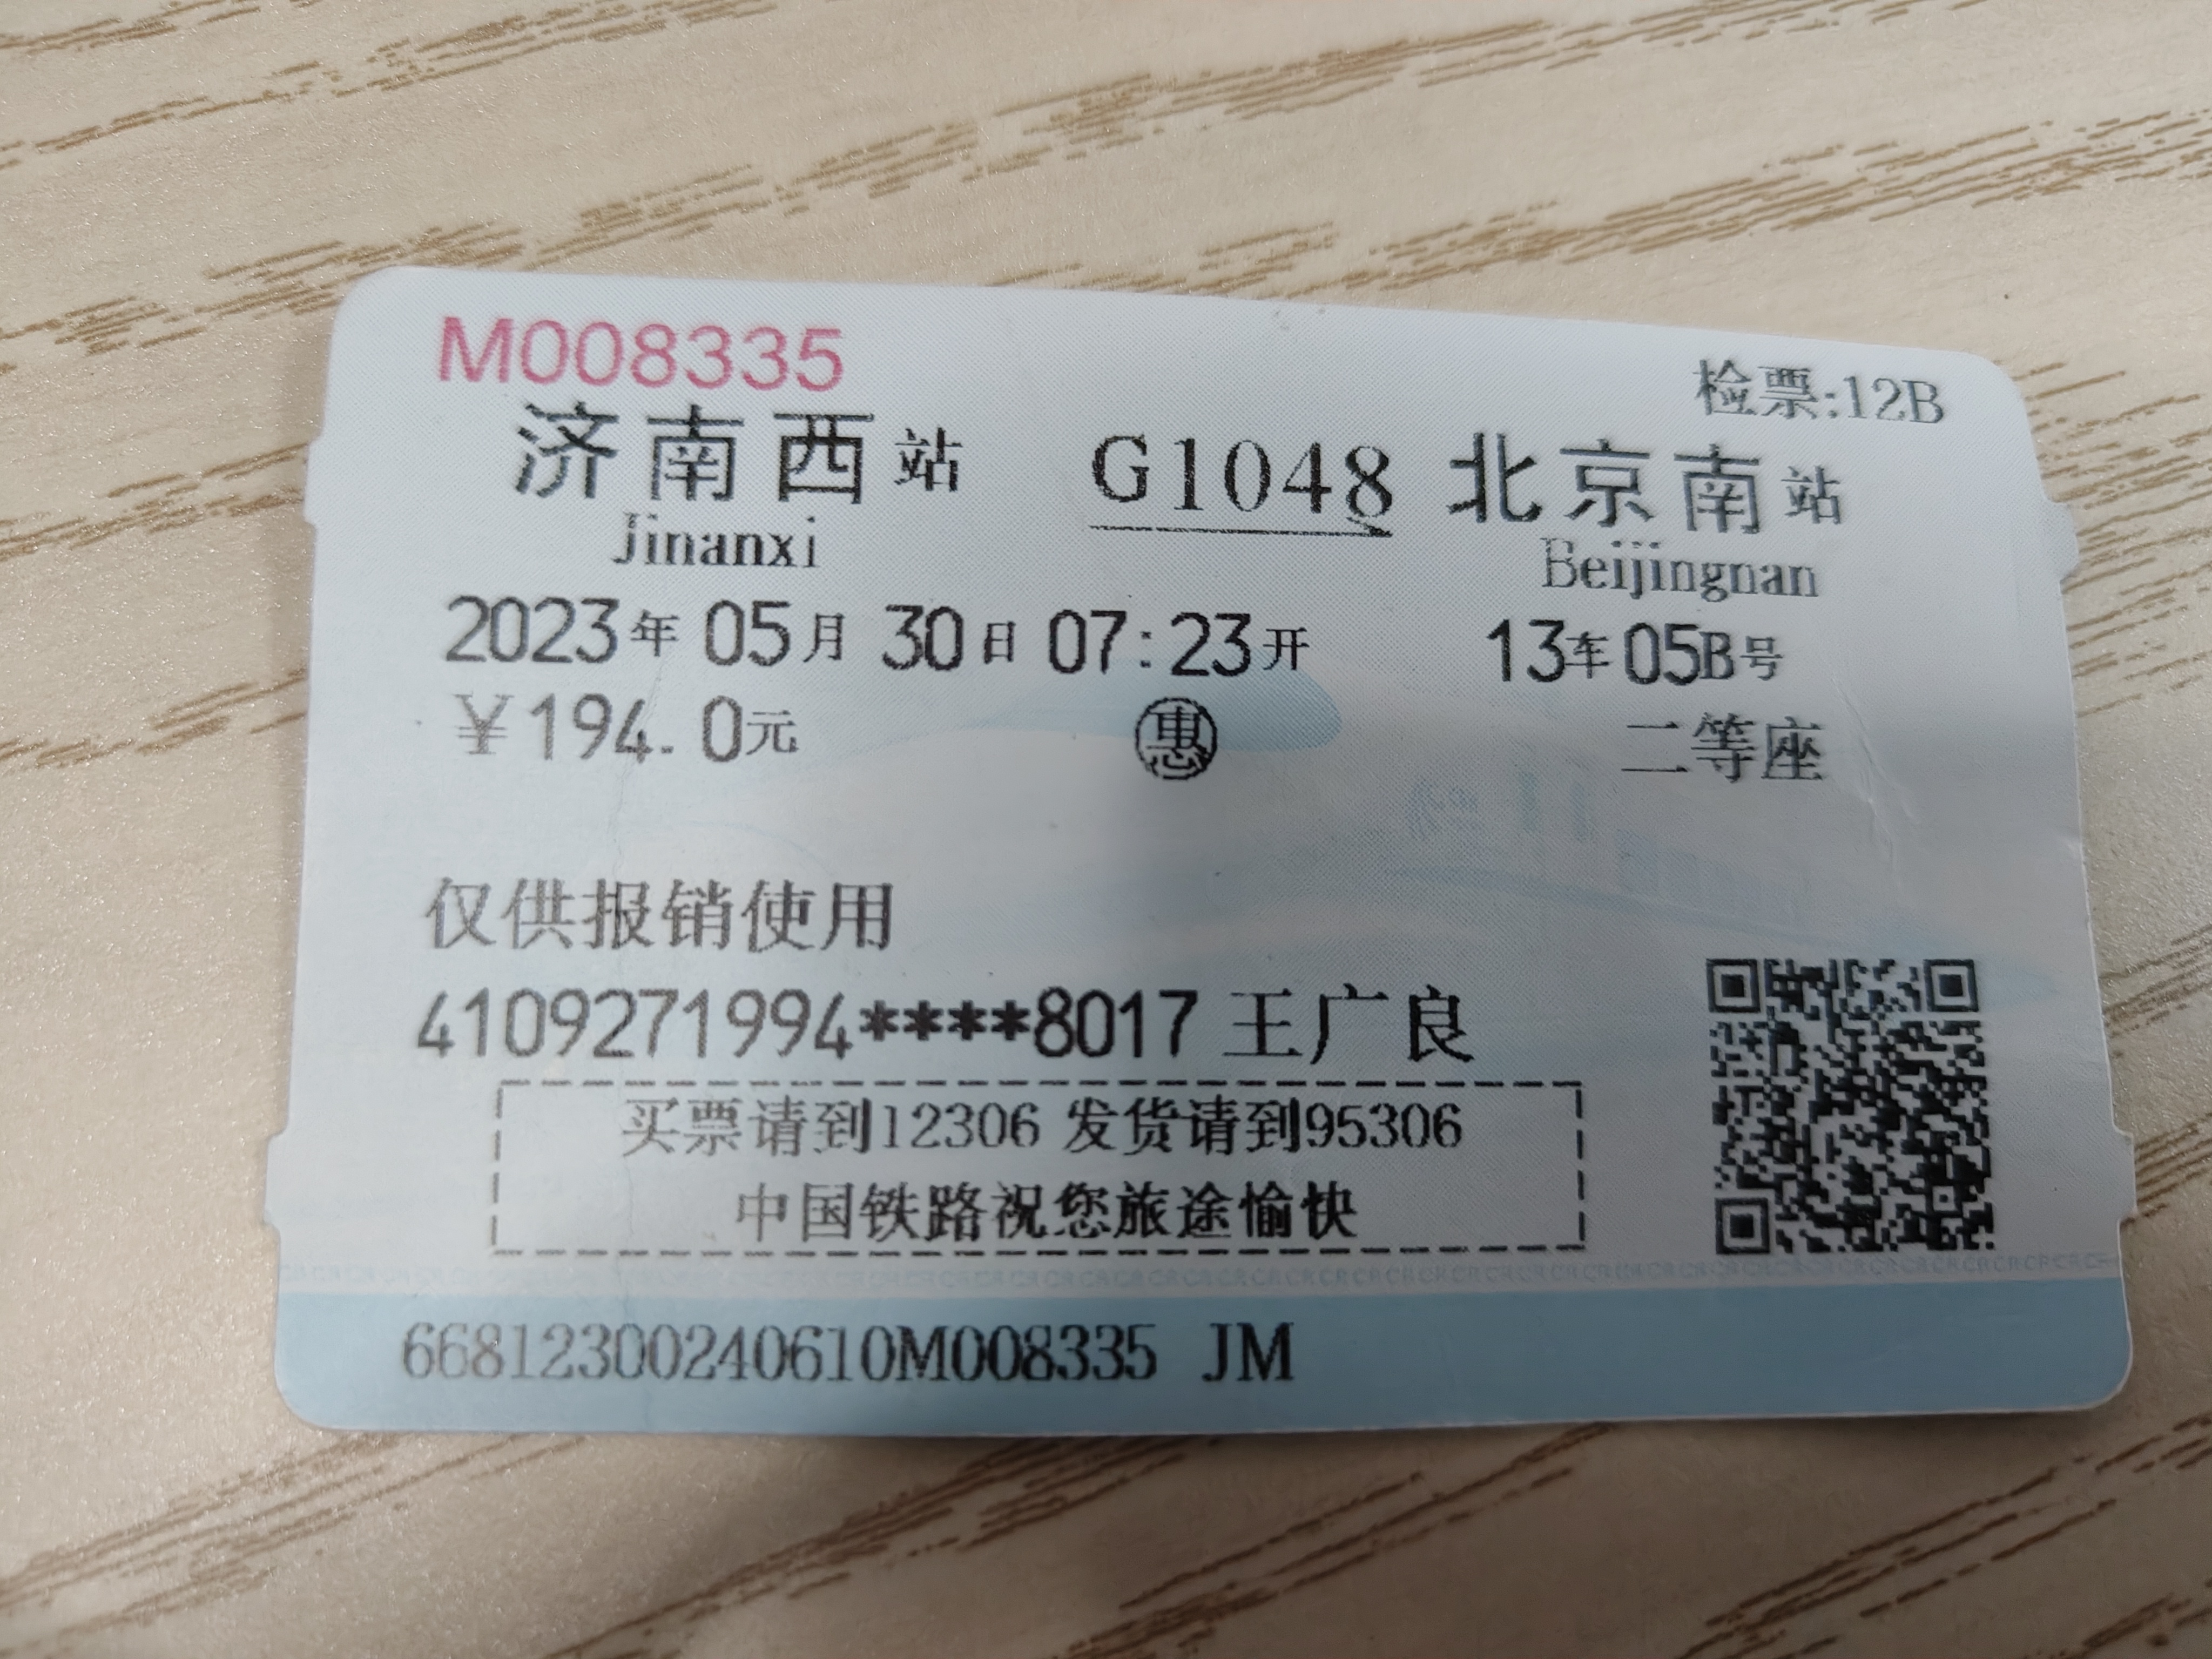 M008335
检票:12B
济南西站 G1048 北京南站
Jinanxi Beijingnan
2023年05月30日07:23开 13车05B号
¥194.0元 惠 二等座
仅供报销使用
4109271994****8017 王广良
买票请到12306 发货请到95306
中国铁路祝您旅途愉快
66812300240610M008335 JM